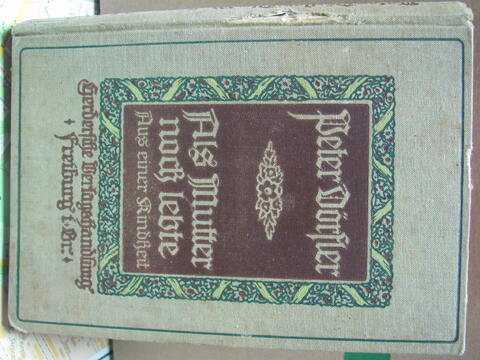 Peter Dörfler
Als Mutter
noch lebte
Aus einer Kindheit
Herdersche Verlagshandlung
Freiburg i. Br.